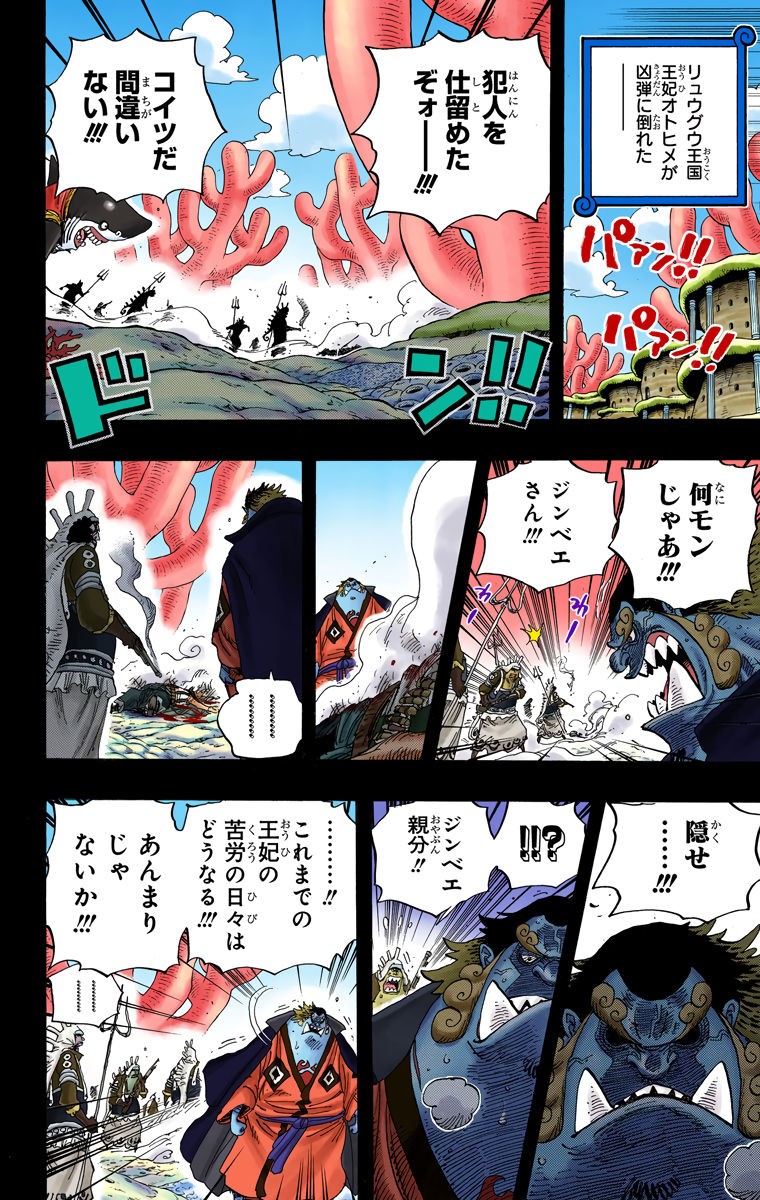 リュウグウ王国
王妃オトヒメが
凶弾に倒れた
――
パァン!!
パァン!!
犯人を
仕留めた
ぞォ――!!!
コイツだ
間違い
ない!!!
ドン!!
何モン
じゃあ!!!
ジンベエ
さん!!!
…………
隠せ
……!!!
!!!?
ジンベエ
親分!!
……!!
これまでの
王妃の
苦労の日々は
どうなる!!!
あんまり
じゃ
ないか!!!